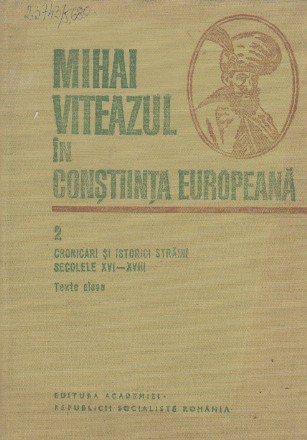 MIHAI
VITEAZUL
ÎN
CONȘTIINȚA EUROPEANĂ
2
CRONICARI ȘI ISTORICI STRĂINI
SECOLELE XVI—XVIII
Texte alese
EDITURA ACADEMIEI
REPUBLICII SOCIALISTE ROMÂNIA